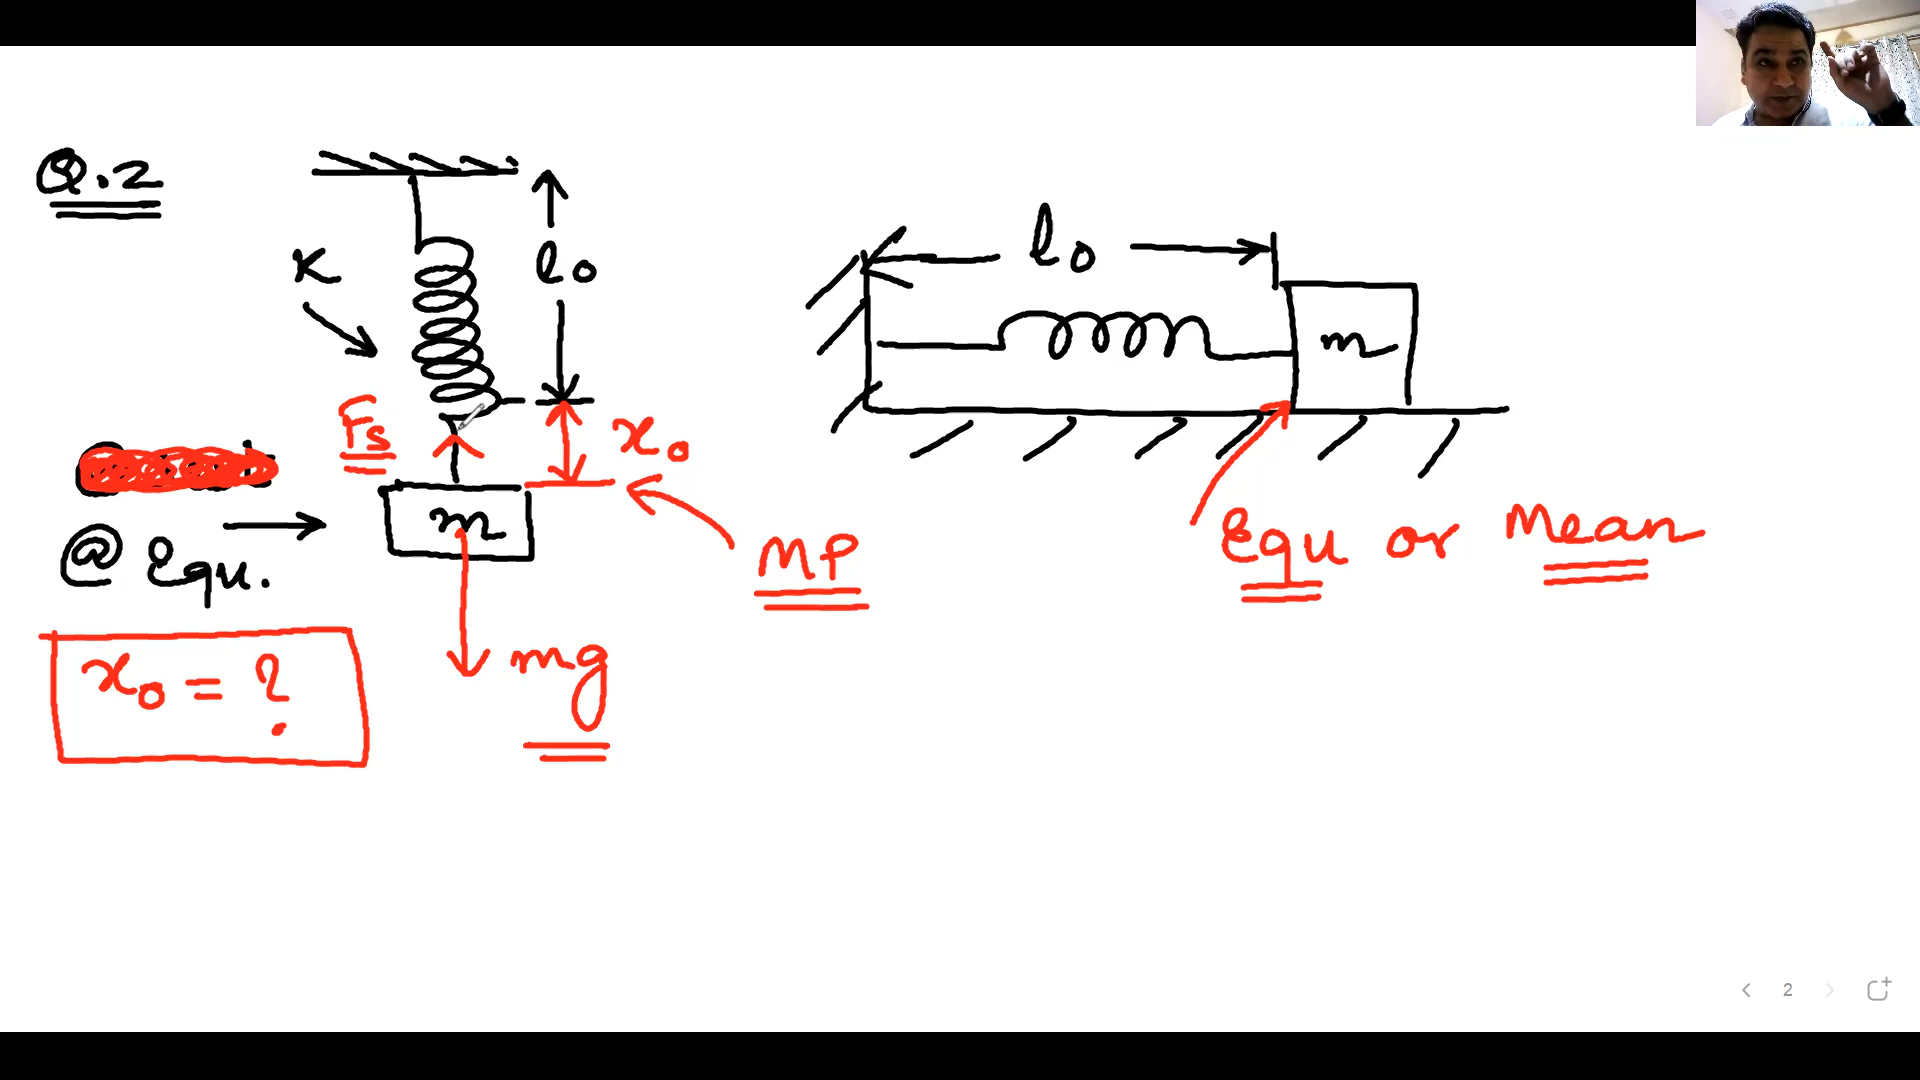 Q.2
K
l₀
Fs
x₀
m
@ Equ.
MP
x₀ = ?
mg
l₀
m
Equ or Mean
2